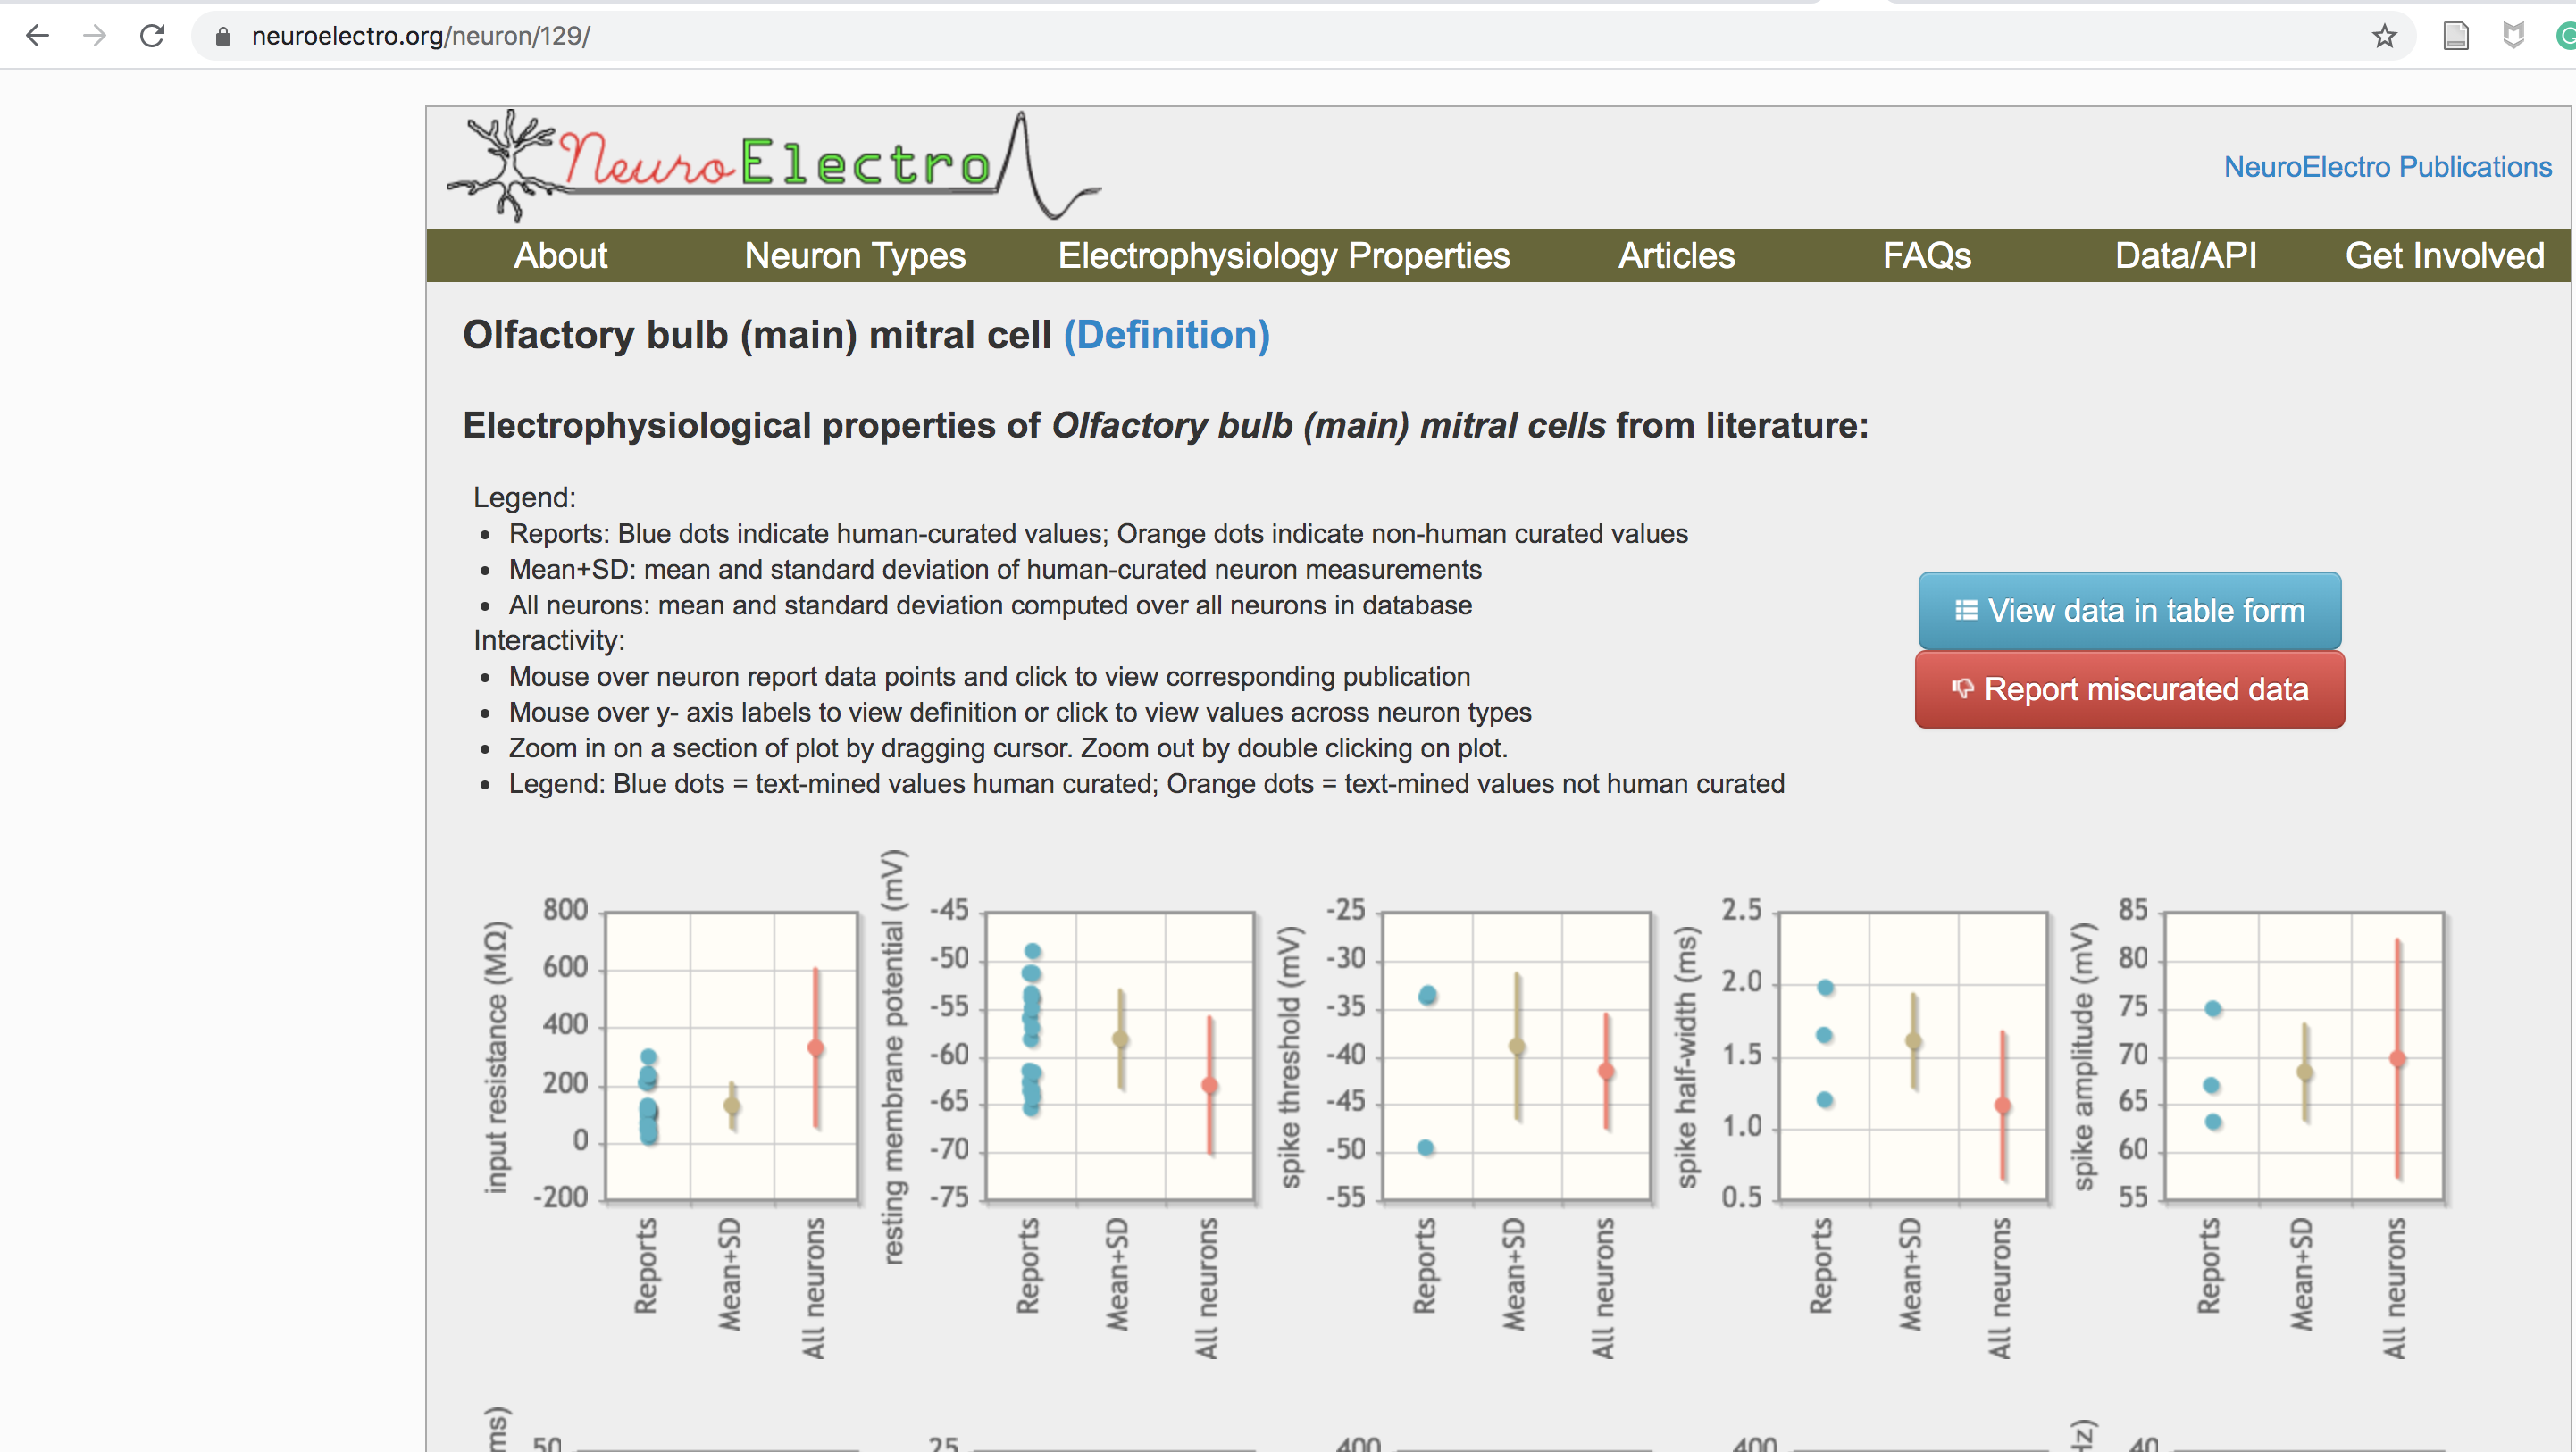 neuroelectro.org/neuron/129/
Neuro Electro
NeuroElectro Publications
About Neuron Types Electrophysiology Properties Articles FAQs Data/API Get Involved
Olfactory bulb (main) mitral cell (Definition)
Electrophysiological properties of Olfactory bulb (main) mitral cells from literature:
Legend:
• Reports: Blue dots indicate human-curated values; Orange dots indicate non-human curated values
• Mean+SD: mean and standard deviation of human-curated neuron measurements
• All neurons: mean and standard deviation computed over all neurons in database
Interactivity:
• Mouse over neuron report data points and click to view corresponding publication
• Mouse over y- axis labels to view definition or click to view values across neuron types
• Zoom in on a section of plot by dragging cursor. Zoom out by double clicking on plot.
• Legend: Blue dots = text-mined values human curated; Orange dots = text-mined values not human curated
View data in table form
Report miscurated data
input resistance (MΩ)
800
600
400
200
0
-200
Reports
Mean+SD
All neurons
resting membrane potential (mV)
-45
-50
-55
-60
-65
-70
-75
Reports
Mean+SD
All neurons
spike threshold (mV)
-25
-30
-35
-40
-45
-50
-55
Reports
Mean+SD
All neurons
spike half-width (ms)
2.5
2.0
1.5
1.0
0.5
Reports
Mean+SD
All neurons
spike amplitude (mV)
85
80
75
70
65
60
55
Reports
Mean+SD
All neurons
ms)
50
25
400
400
Hz)
40